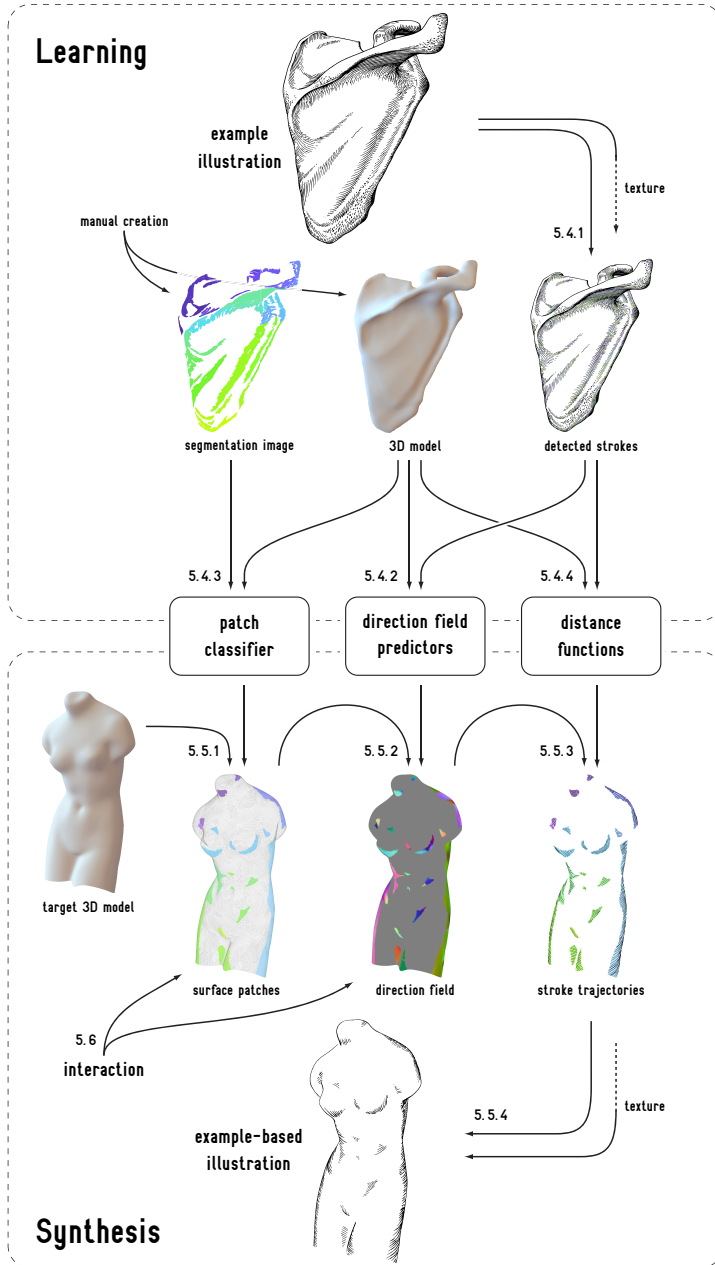 Learning
example
illustration
texture
manual creation
5.4.1
segmentation image
3D model
detected strokes
5.4.3
5.4.2
5.4.4
patch
classifier
direction field
predictors
distance
functions
5.5.1
5.5.2
5.5.3
target 3D model
surface patches
direction field
stroke trajectories
5.6
interaction
5.5.4
texture
example-based
illustration
Synthesis